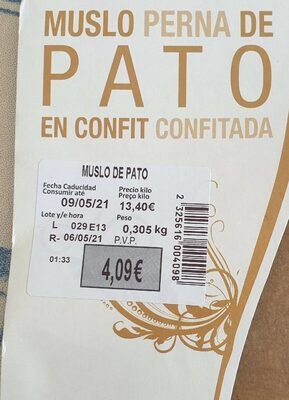 MUSLO PERNA DE
PATO
EN CONFIT CONFITADA
MUSLO DE PATO
Fecha Caducidad Precio kilo
Consumir até Preço kilo
09/05/21 13,40€
Lote y/e hora Peso
L 029E13 0,305 kg
R- 06/05/21 P.V.P.
01:33 4,09€
2 325616 004098